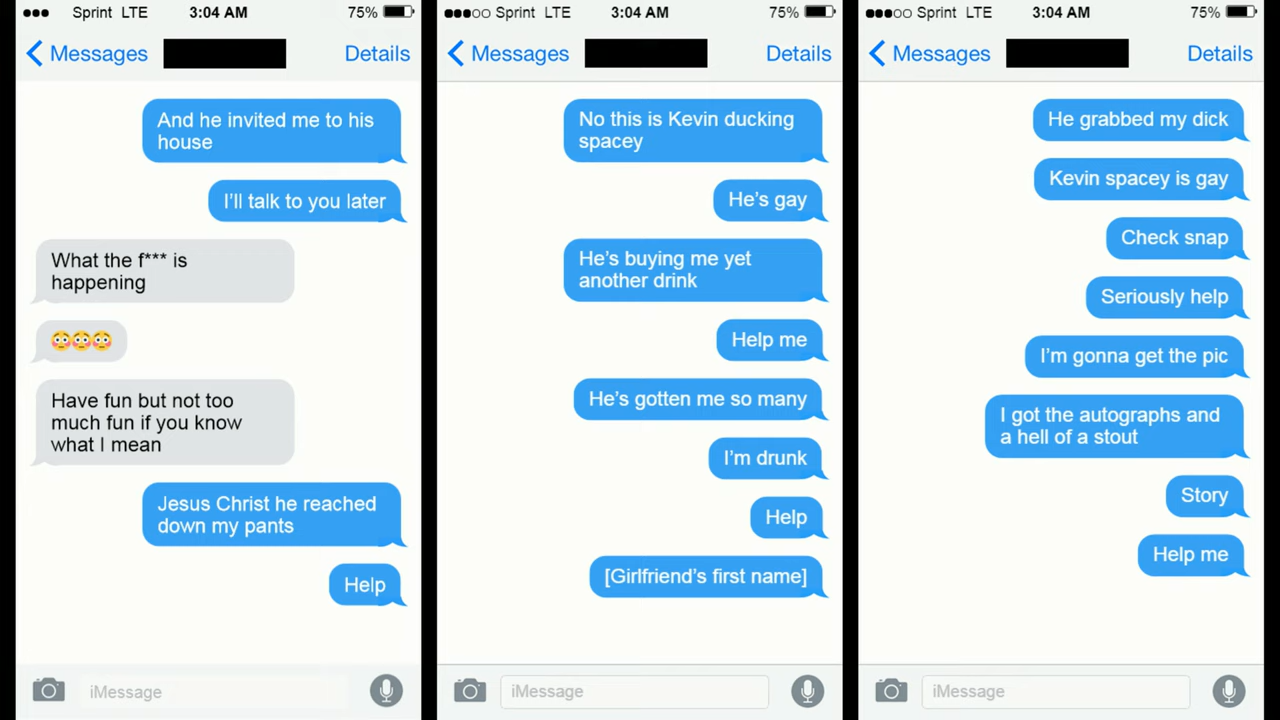 Sprint LTE 3:04 AM 75%
Messages Details
And he invited me to his
house
I'll talk to you later
What the f*** is
happening
😳😳😳
Have fun but not too
much fun if you know
what I mean
Jesus Christ he reached
down my pants
Help
iMessage
Sprint LTE 3:04 AM 75%
Messages Details
No this is Kevin ducking
spacey
He's gay
He's buying me yet
another drink
Help me
He's gotten me so many
I'm drunk
Help
[Girlfriend's first name]
iMessage
Sprint LTE 3:04 AM 75%
Messages Details
He grabbed my dick
Kevin spacey is gay
Check snap
Seriously help
I'm gonna get the pic
I got the autographs and
a hell of a stout
Story
Help me
iMessage